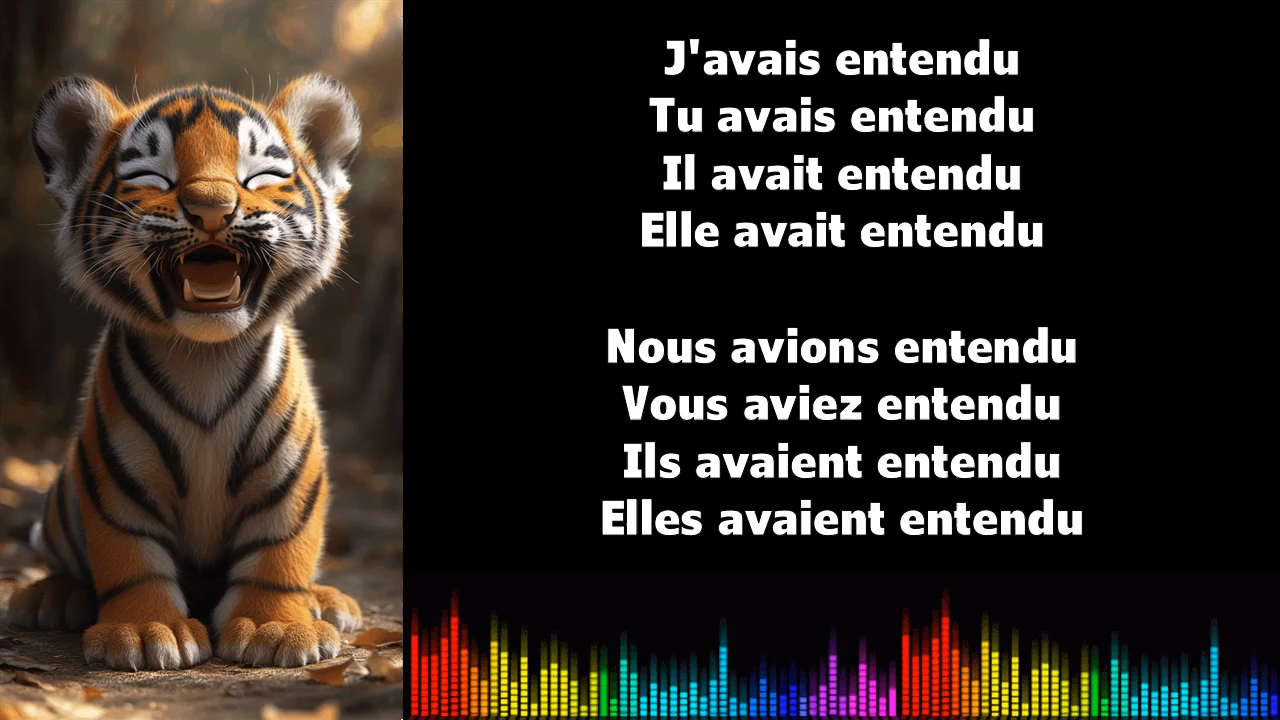 J'avais entendu
Tu avais entendu
Il avait entendu
Elle avait entendu
Nous avions entendu
Vous aviez entendu
Ils avaient entendu
Elles avaient entendu